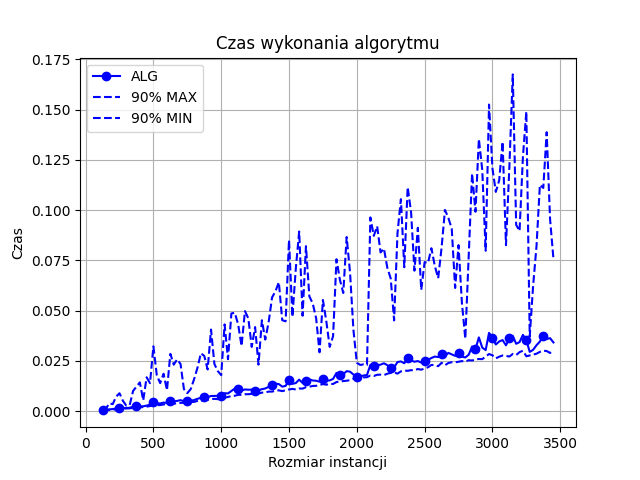 Czas wykonania algorytmu
ALG
90% MAX
90% MIN
Czas
0.175
0.150
0.125
0.100
0.075
0.050
0.025
0.000
0 500 1000 1500 2000 2500 3000 3500
Rozmiar instancji